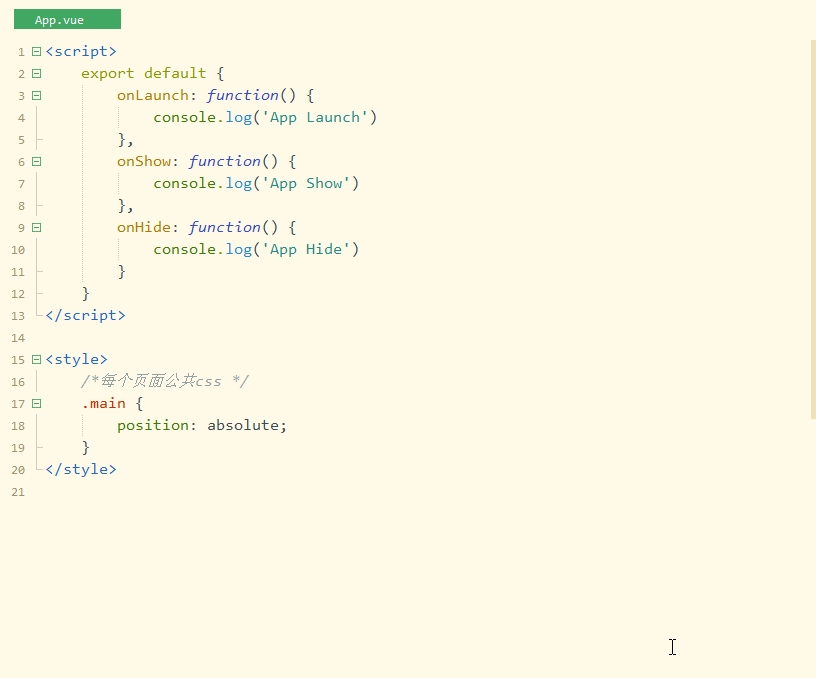 App.vue
1 <script>
2     export default {
3         onLaunch: function() {
4             console.log('App Launch')
5         },
6         onShow: function() {
7             console.log('App Show')
8         },
9         onHide: function() {
10             console.log('App Hide')
11         }
12     }
13 </script>
14
15 <style>
16     /*每个页面公共css */
17     .main {
18         position: absolute;
19     }
20 </style>
21